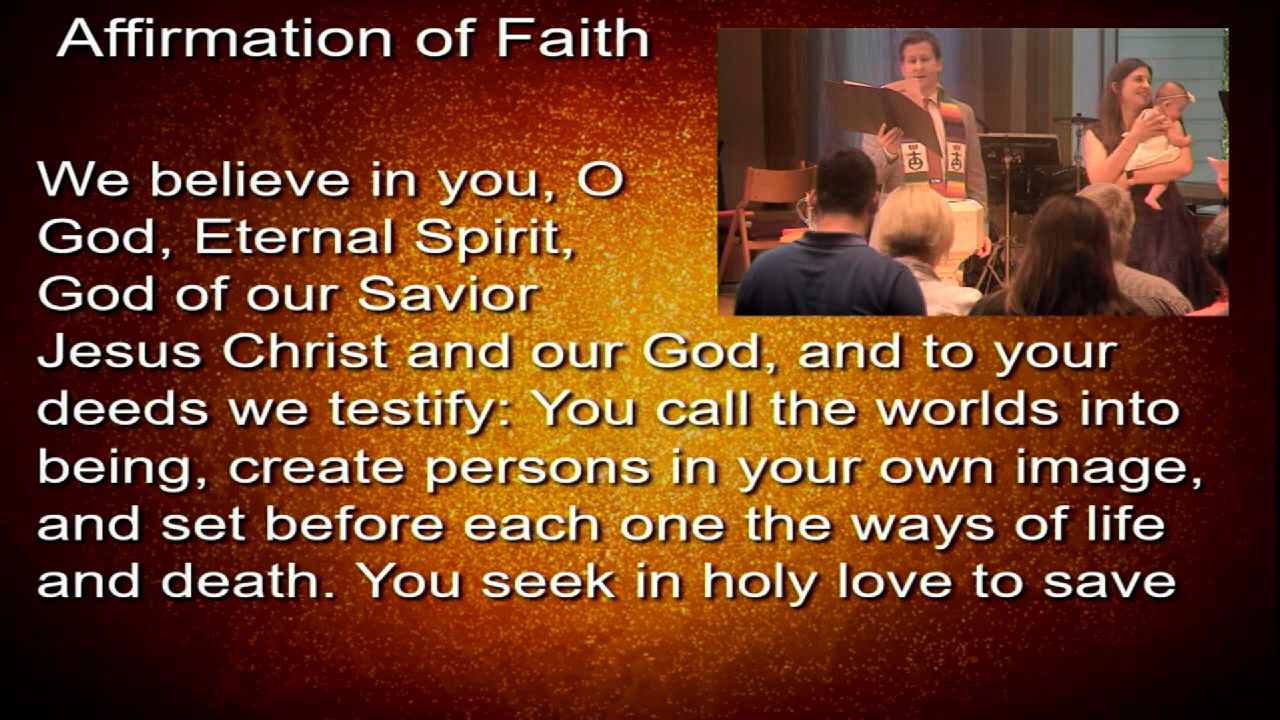 Affirmation of Faith
We believe in you, O
God, Eternal Spirit,
God of our Savior
Jesus Christ and our God, and to your
deeds we testify: You call the worlds into
being, create persons in your own image,
and set before each one the ways of life
and death. You seek in holy love to save